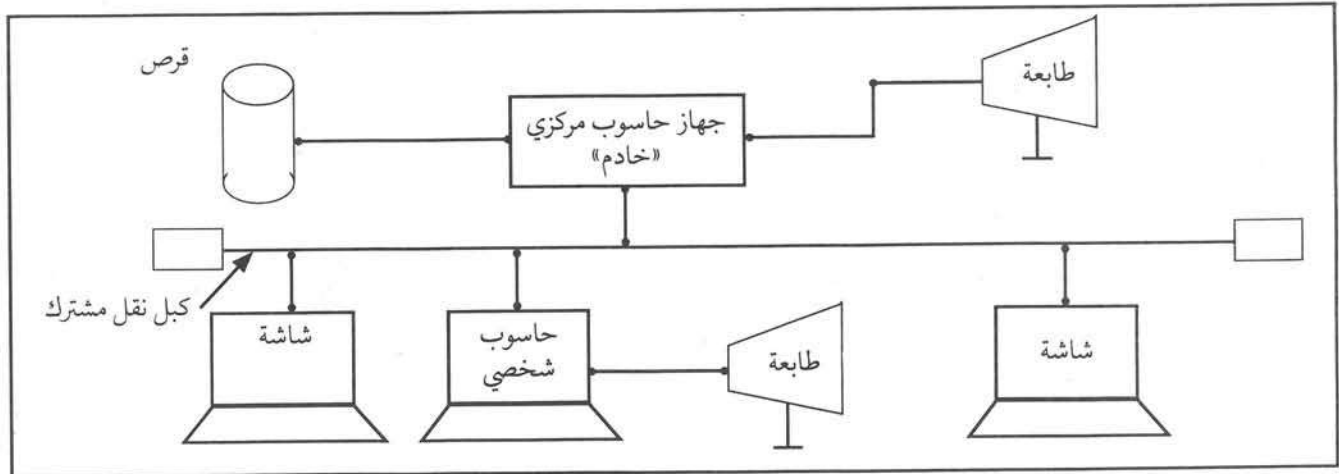 قرص
طابعة
جهاز حاسوب مركزي
«خادم»
كبل نقل مشترك
شاشة
حاسوب
شخصي
طابعة
شاشة